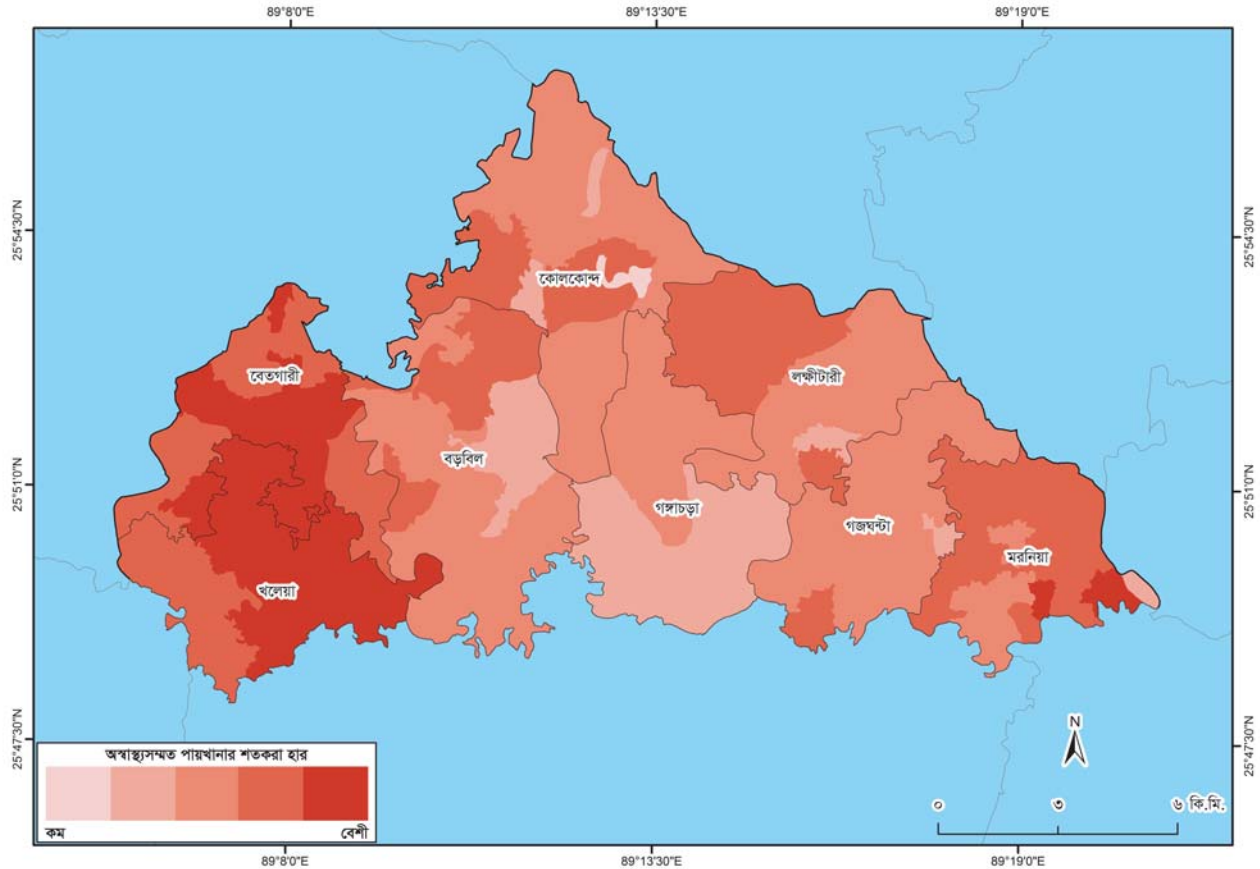 89°8'0"E
89°13'30"E
89°19'0"E
25°54'30"N
25°54'30"N
কোলকোন্দ
বেতগারী
লক্ষীটারী
বড়বিল
25°51'0"N
25°51'0"N
গঙ্গাচড়া
গজঘন্টা
মরনিয়া
খলেয়া
N
25°47'30"N
25°47'30"N
অস্বাস্থ্যসম্মত পায়খানার শতকরা হার
কম বেশী
০ ৩ ৬ কি.মি.
89°8'0"E
89°13'30"E
89°19'0"E